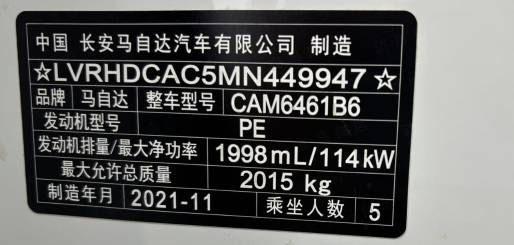 中国 长安马自达汽车有限公司 制造
☆LVRHDCAC5MN449947☆
品牌 马自达 整车型号 CAM6461B6
发动机型号 PE
发动机排量/最大净功率 1998mL/114kW
最大允许总质量 2015 kg
制造年月 2021-11 乘坐人数 5